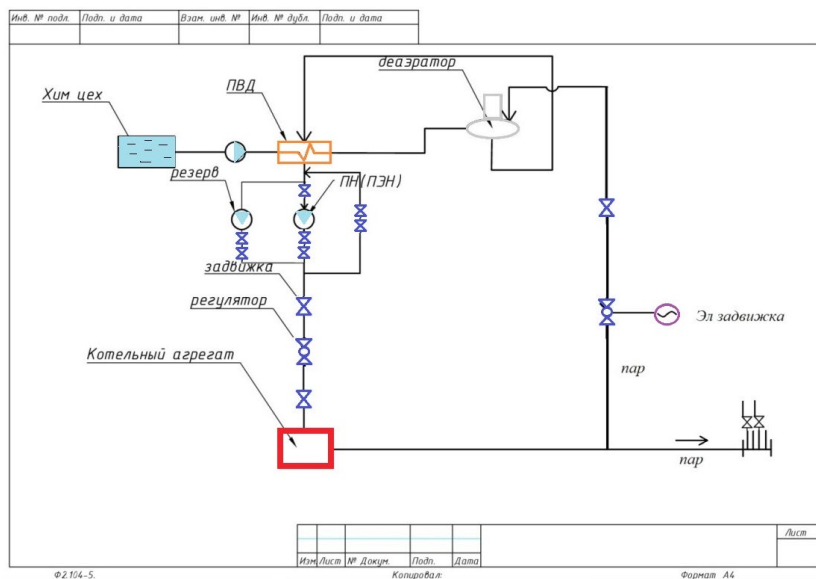 Инв. № подл. Подп. и дата Взам. инв. № Инв. № дубл. Подп. и дата
деаэратор
ПВД
Хим цех
резерв
ПН(ПЭН)
задвижка
регулятор
Эл задвижка
Котельный агрегат
пар
пар
Лист
Изм. Лист № Докум. Подп. Дата
Ф2.104-5. Копировал: Формат А4